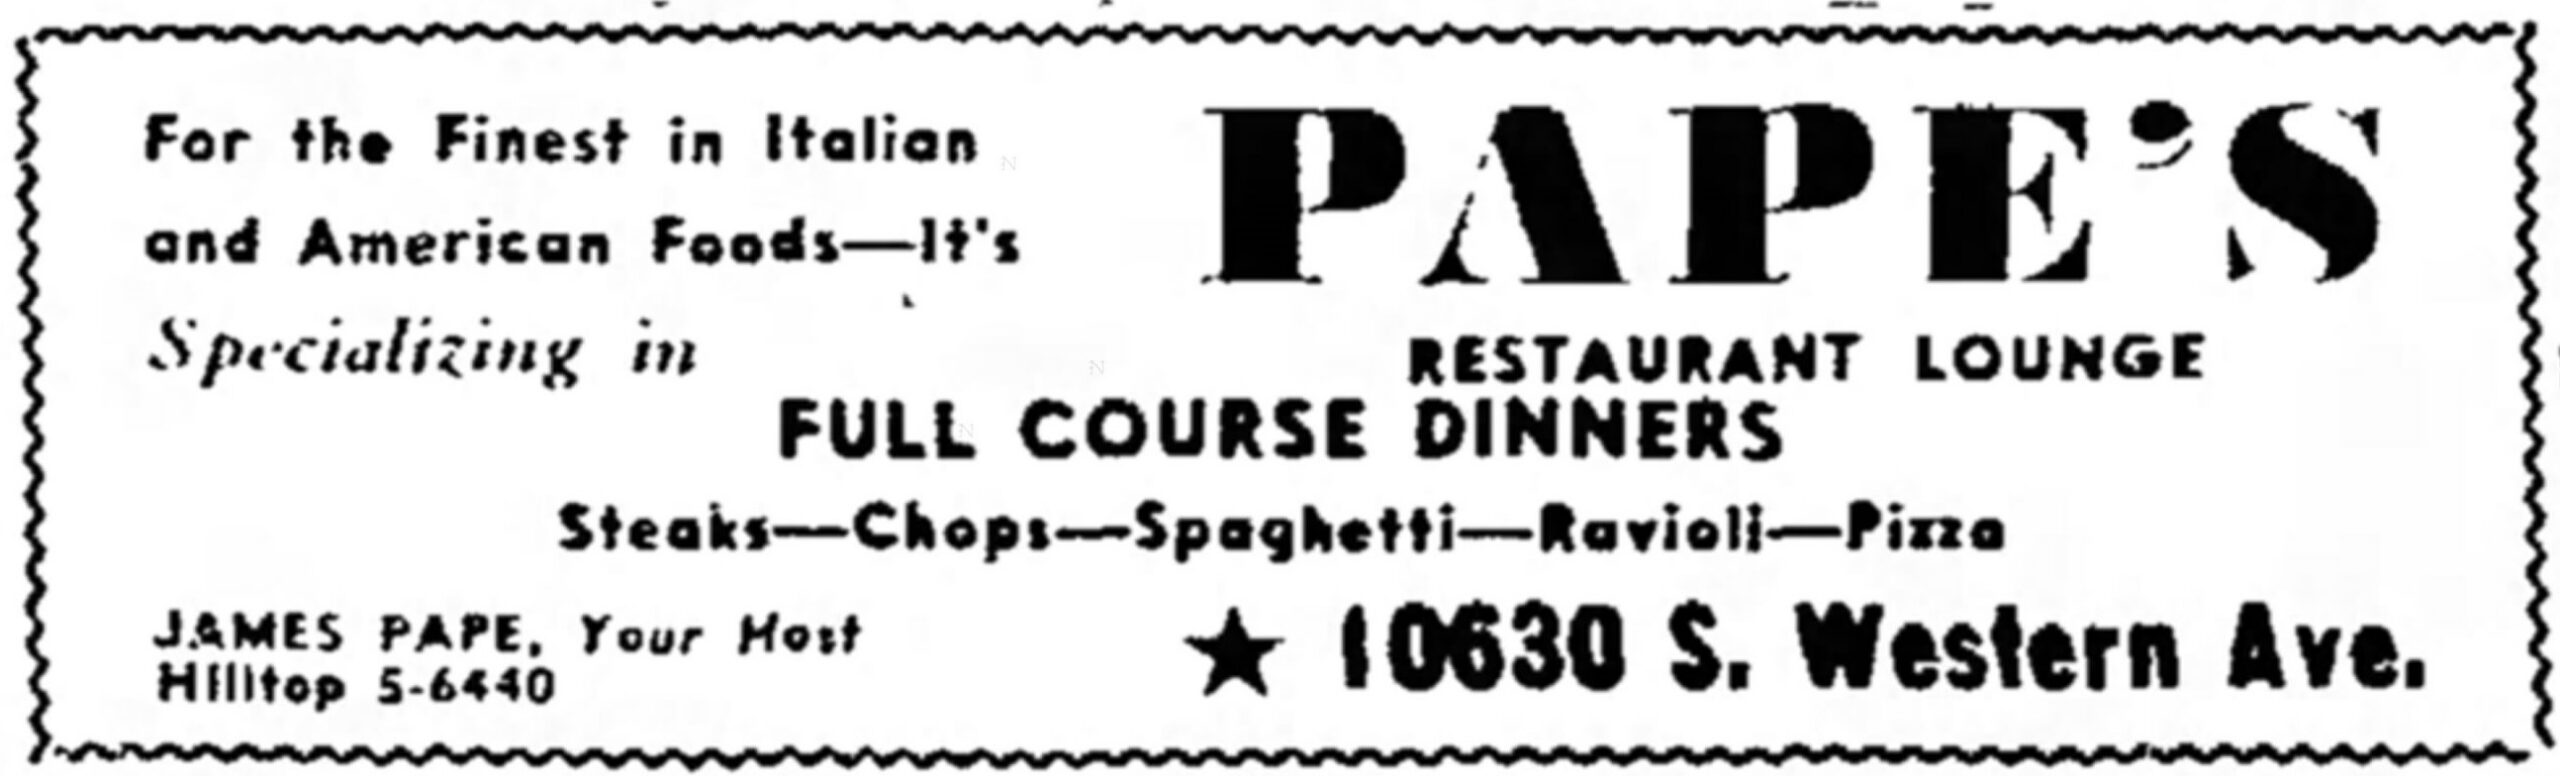 For the Finest in Italian
and American Foods—It's
PAPE'S
RESTAURANT LOUNGE
Specializing in
FULL COURSE DINNERS
Steaks—Chops—Spaghetti—Ravioli—Pizza
JAMES PAPE, Your Host
HIlltop 5-6440
★ 10630 S. Western Ave.